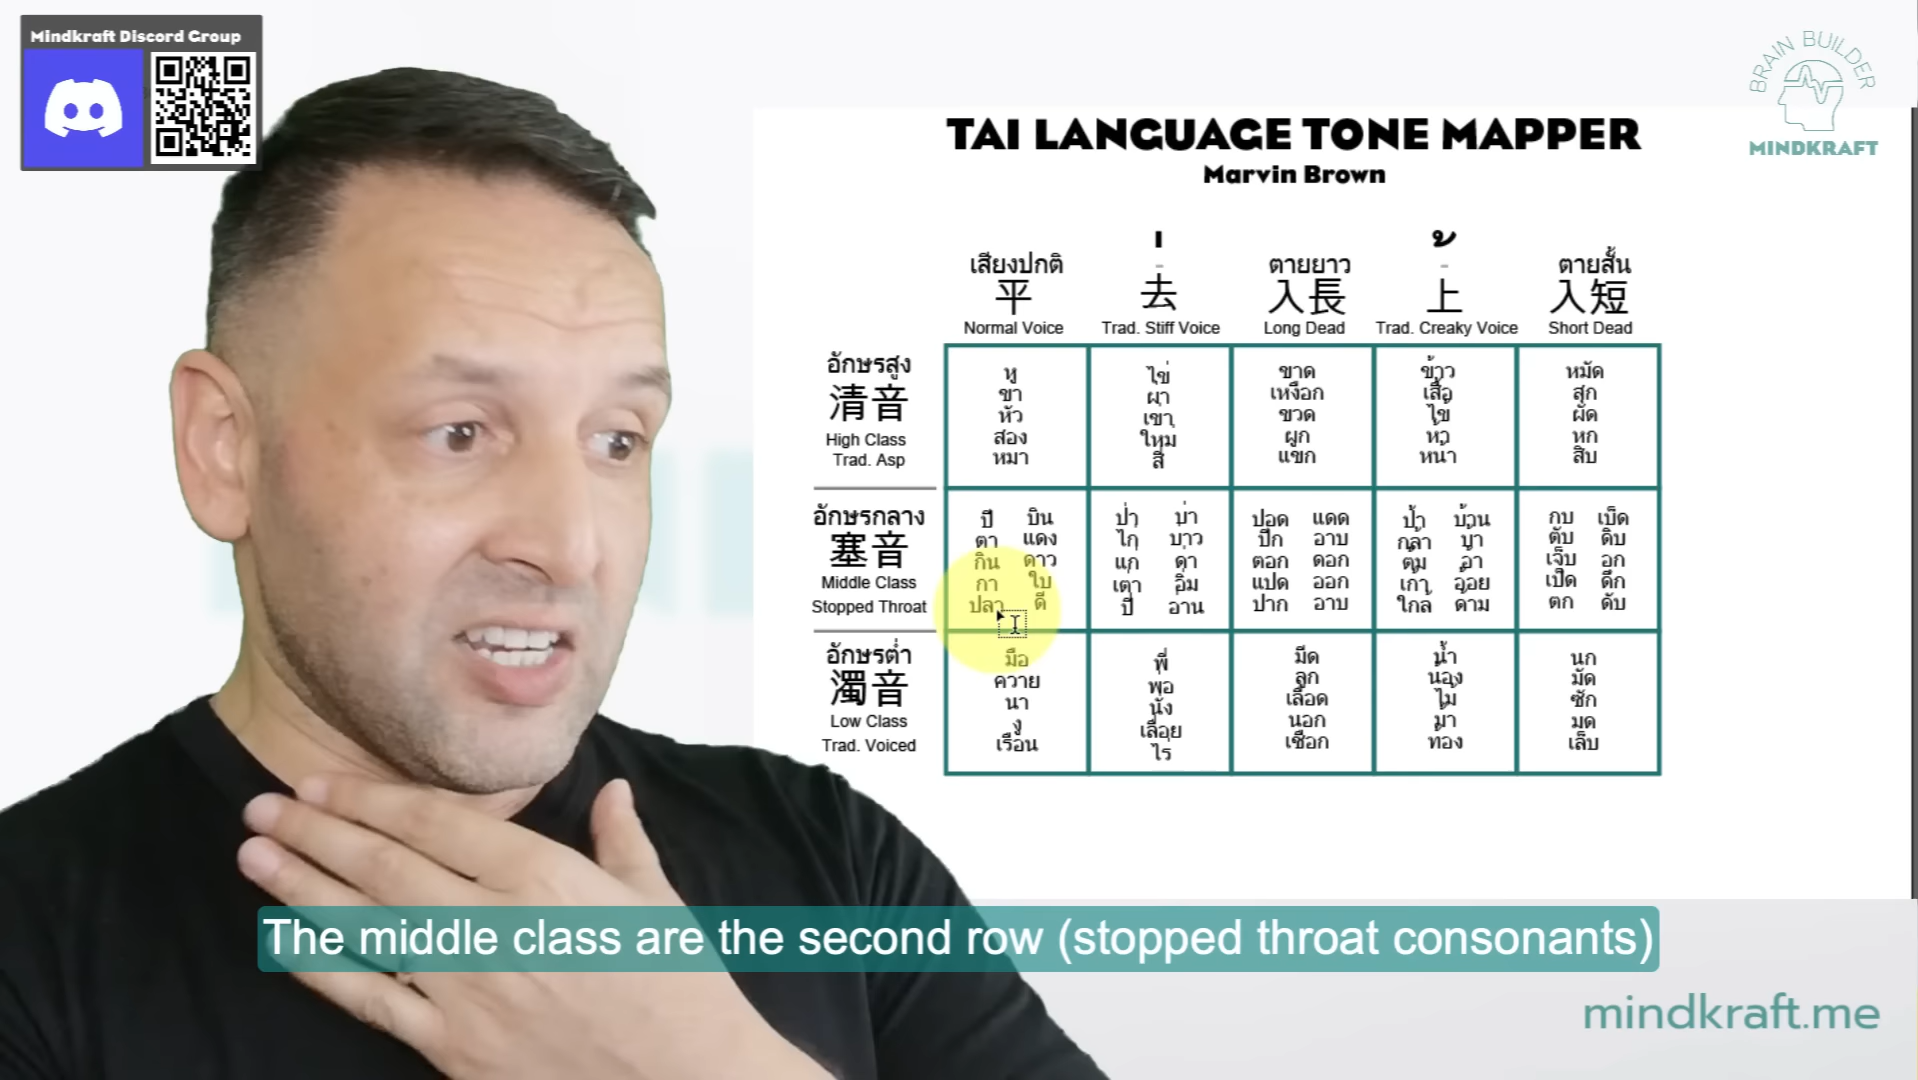 Mindkraft Discord Group
BRAIN BUILDER
MINDKRAFT
TAI LANGUAGE TONE MAPPER
Marvin Brown
เสียงปกติ
平
Normal Voice
่
去
Trad. Stiff Voice
ตายยาว
入長
Long Dead
้
上
Trad. Creaky Voice
ตายสั้น
入短
Short Dead
อักษรสูง
清音
High Class
Trad. Asp
หู
ขา
หัว
สอง
หมา
ไข่
ผ่า
เข่า
ใหม่
สี่
ขาด
เหงือก
ขวด
ผูก
แขก
ข้าว
เสื้อ
ไข้
ห้า
หน้า
หมัด
สุก
ผัด
หก
สิบ
อักษรกลาง
塞音
Middle Class
Stopped Throat
ปี บิน
ตา แดง
กิน ดาว
กา ใบ
ปลา ดี
ป่า บ่า
ไก่ บ่าว
แก่ ด่า
เต่า อิ่ม
ปี่ อ่าน
ปอด แดด
ปีก อาบ
ตอก ดอก
แปด ออก
ปาก อาบ
ป้า บ้วน
กล้า บ้า
ต้ม อ้า
เก้า อ้อย
ใกล้ ด้าม
กบ เบ็ด
ตับ ดิบ
เจ็บ อก
เป็ด ดึก
ตก ดับ
อักษรต่ำ
濁音
Low Class
Trad. Voiced
มือ
ควาย
นา
งู
เรือน
พี่
พ่อ
นั่ง
เลื่อย
ไร่
มีด
ลูก
เลือด
นอก
เชือก
น้ำ
น้อง
ไม้
ม้า
ท้อง
นก
มัด
ซัก
มด
เล็บ
The middle class are the second row (stopped throat consonants)
mindkraft.me